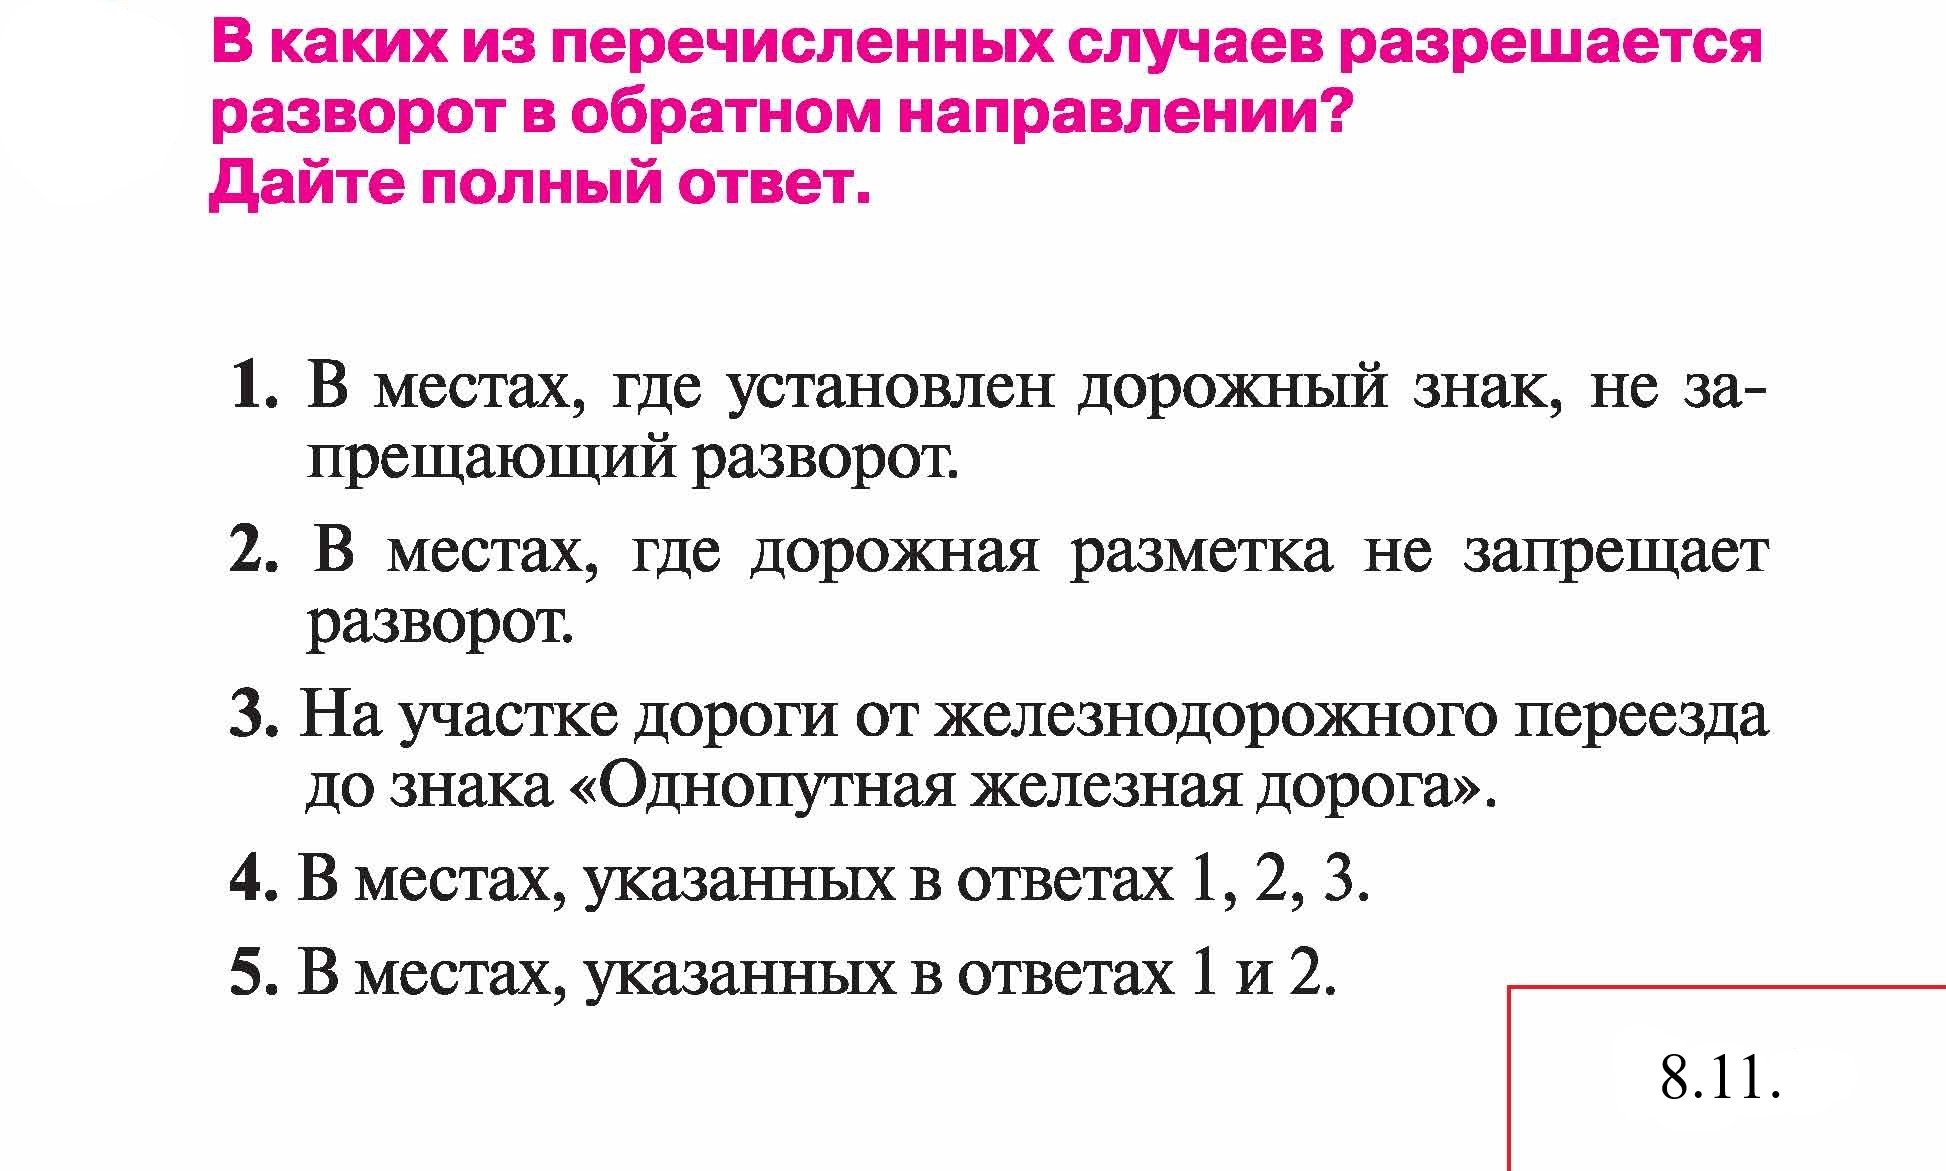 В каких из перечисленных случаев разрешается
разворот в обратном направлении?
Дайте полный ответ.
1. В местах, где установлен дорожный знак, не за-
прещающий разворот.
2. В местах, где дорожная разметка не запрещает
разворот.
3. На участке дороги от железнодорожного переезда
до знака «Однопутная железная дорога».
4. В местах, указанных в ответах 1, 2, 3.
5. В местах, указанных в ответах 1 и 2.
8.11.